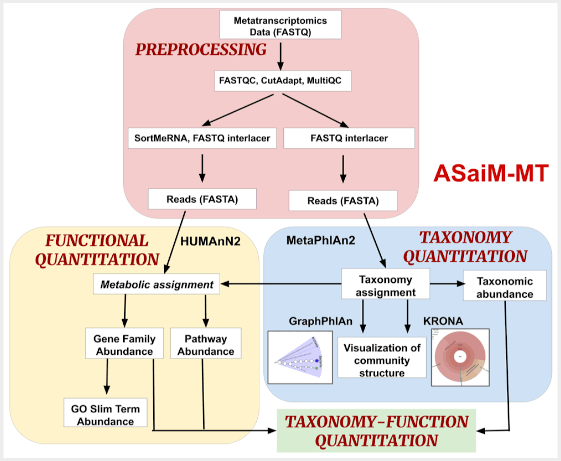 Metatranscriptomics
Data (FASTQ)
PREPROCESSING
FASTQC, CutAdapt, MultiQC
SortMeRNA, FASTQ interlacer
FASTQ interlacer
ASaiM-MT
Reads (FASTA)
Reads (FASTA)
FUNCTIONAL
QUANTITATION
HUMAnN2
MetaPhlAn2
TAXONOMY
QUANTITATION
Metabolic assignment
Taxonomy
assignment
Taxonomic
abundance
GraphPhlAn
KRONA
Gene Family
Abundance
Pathway
Abundance
Visualization of
community
structure
GO Slim Term
Abundance
TAXONOMY-FUNCTION
QUANTITATION